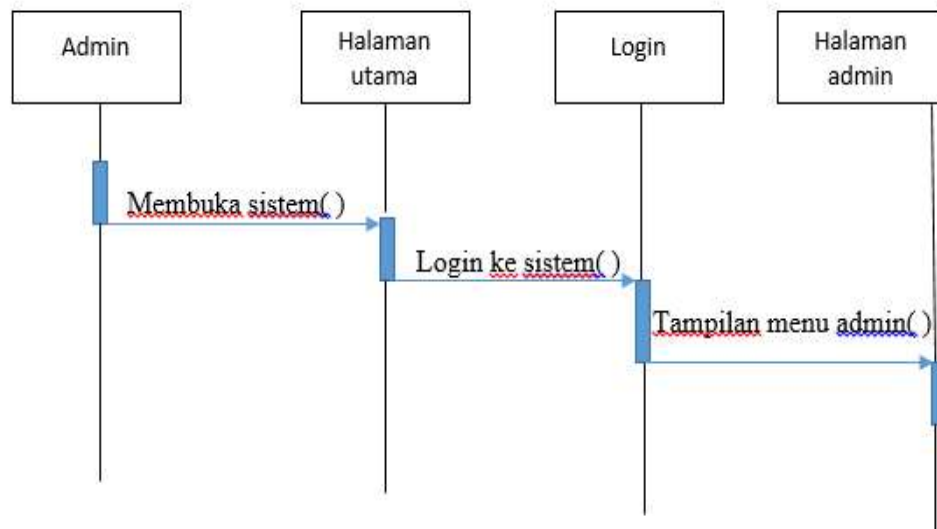 Admin
Halaman
utama
Login
Halaman
admin
Membuka sistem( )
Login ke sistem( )
Tampilan menu admin( )